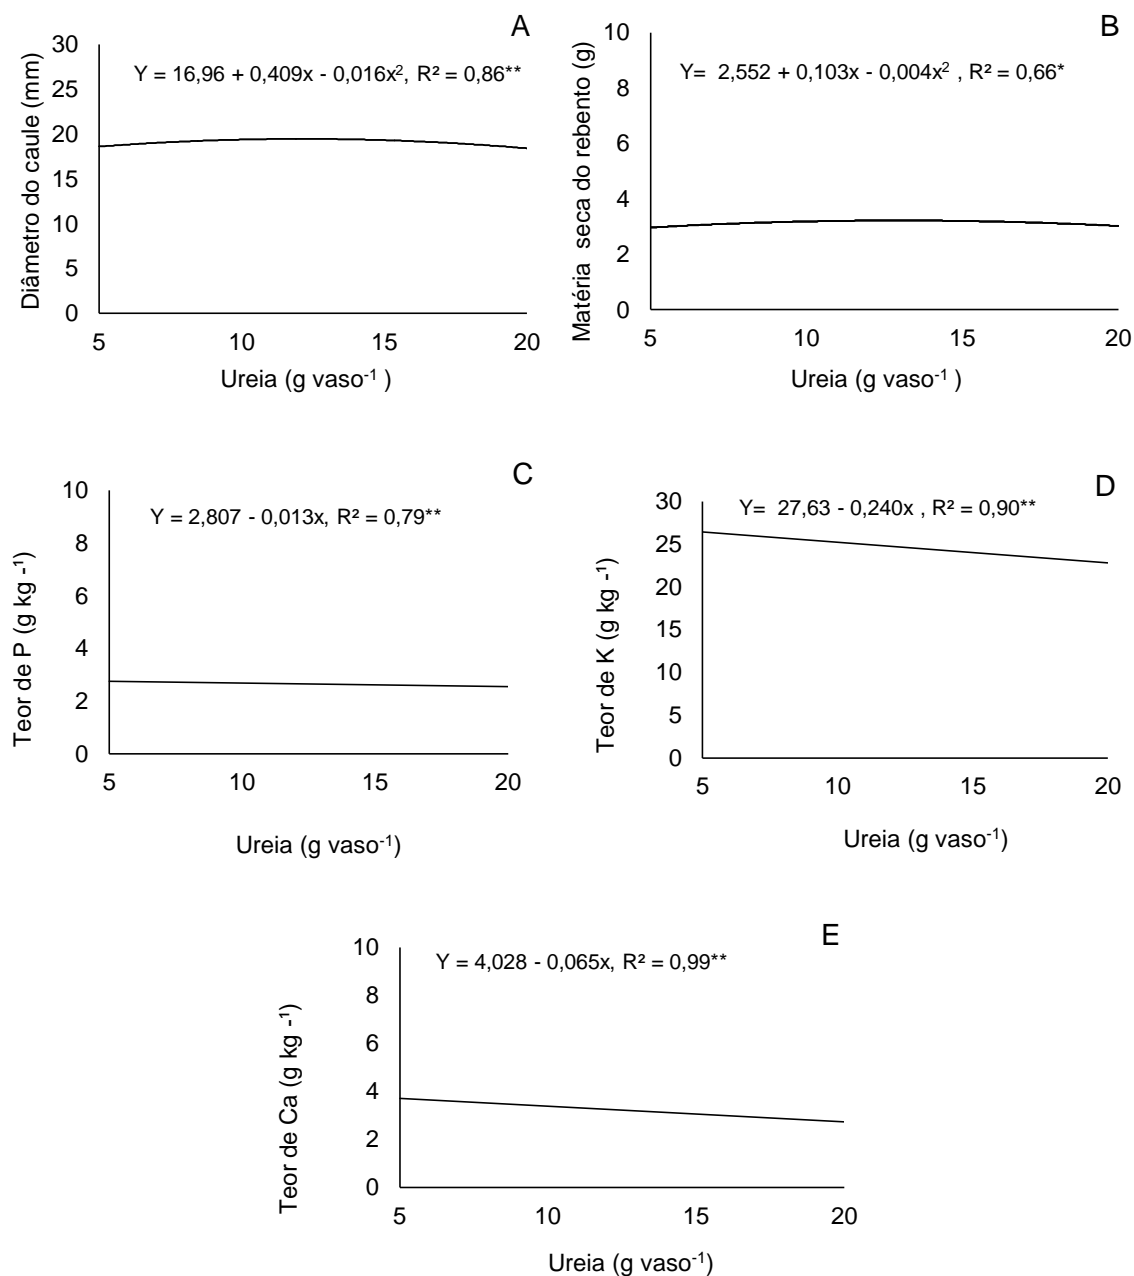 A
Y = 16,96 + 0,409x - 0,016x², R² = 0,86**
Diâmetro do caule (mm)
30
25
20
15
10
5
0
5 10 15 20
Ureia (g vaso⁻¹ )
B
Y=  2,552 + 0,103x - 0,004x² , R² = 0,66*
Matéria  seca do rebento (g)
10
8
6
4
2
0
5 10 15 20
Ureia (g vaso⁻¹ )
C
Y = 2,807 - 0,013x, R² = 0,79**
Teor de P (g kg -¹)
10
8
6
4
2
0
5 10 15 20
Ureia (g vaso⁻¹)
D
Y=  27,63 - 0,240x , R² = 0,90**
Teor de K (g kg -¹)
30
25
20
15
10
5
0
5 10 15 20
Ureia (g vaso⁻¹)
E
Y = 4,028 - 0,065x, R² = 0,99**
Teor de Ca (g kg -¹)
10
8
6
4
2
0
5 10 15 20
Ureia (g vaso⁻¹)